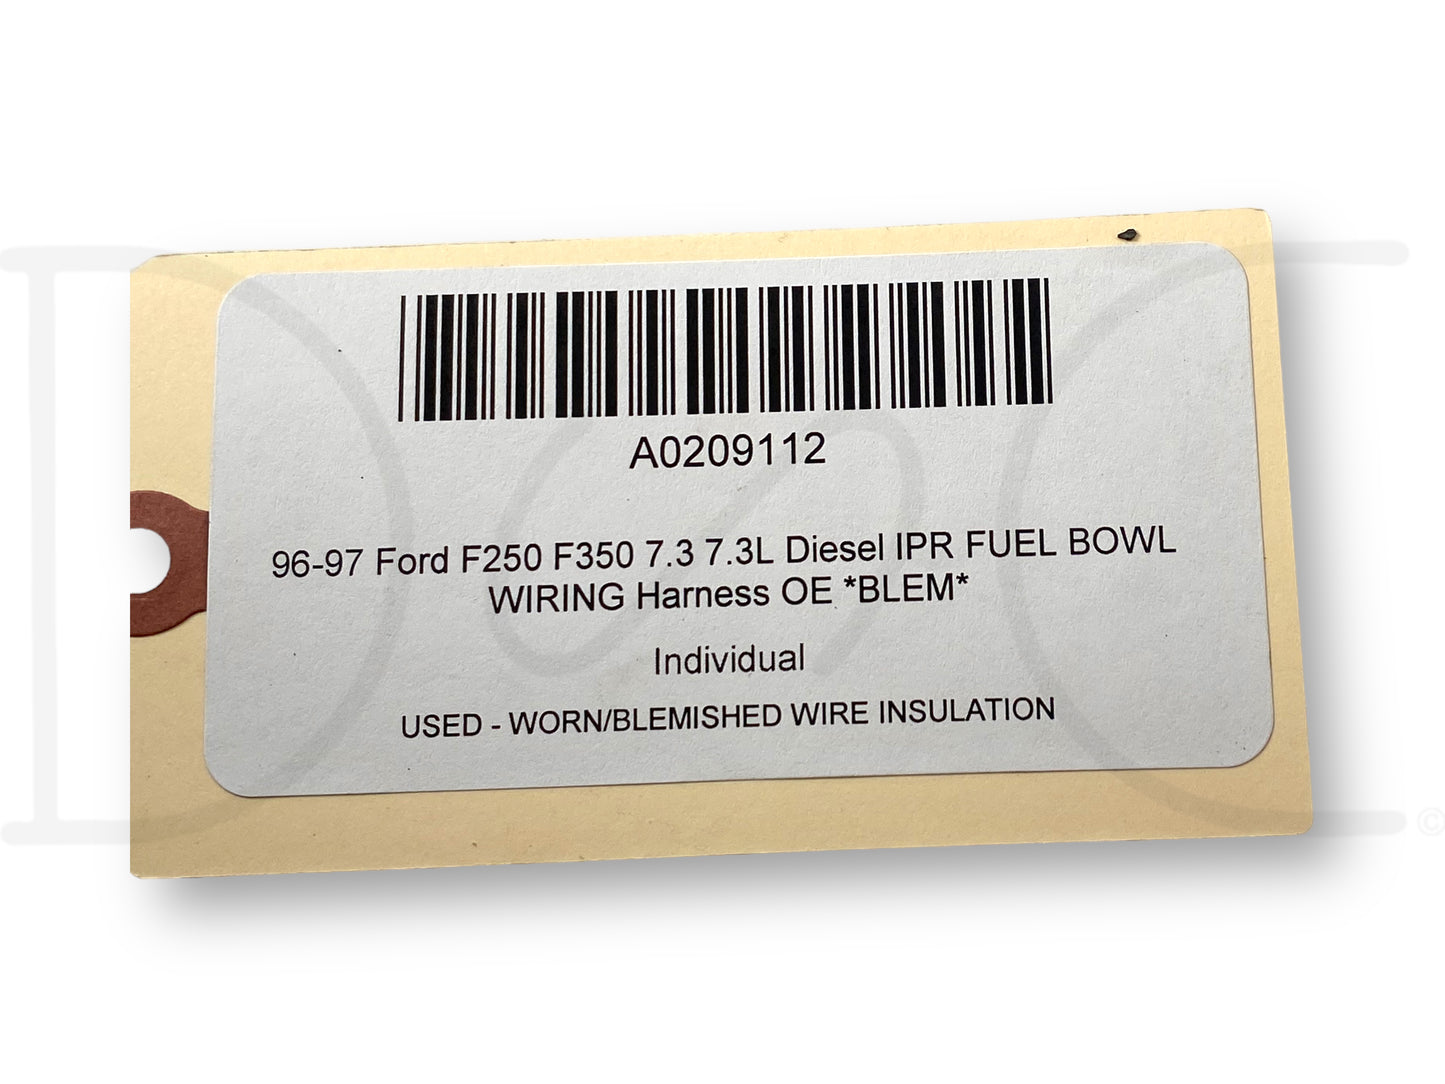 A0209112
96-97 Ford F250 F350 7.3 7.3L Diesel IPR FUEL BOWL
WIRING Harness OE *BLEM*
Individual
USED - WORN/BLEMISHED WIRE INSULATION
©